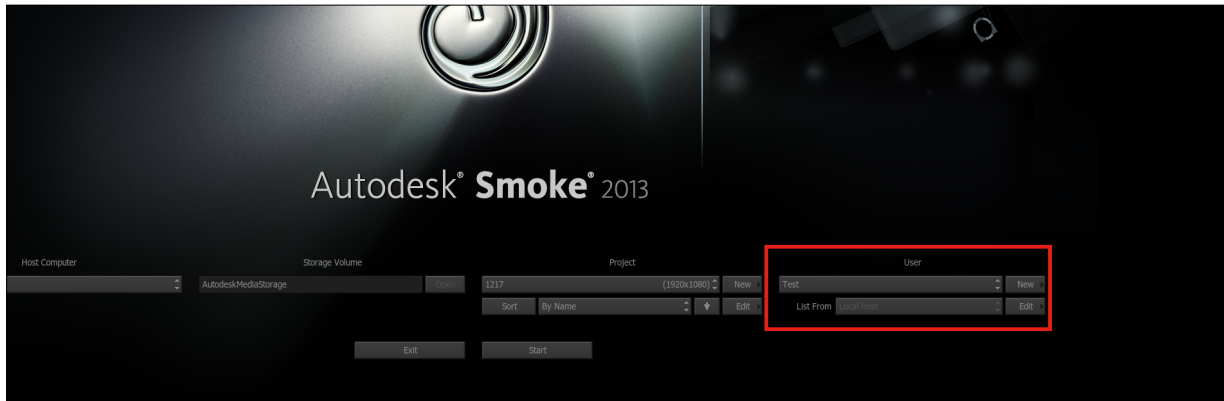 Autodesk® Smoke® 2013
Host Computer Storage Volume Project User
AutodeskMediaStorage Open 1217 (1920x1080) New Test New
Sort By Name Edit List From Local Host Edit
Exit Start